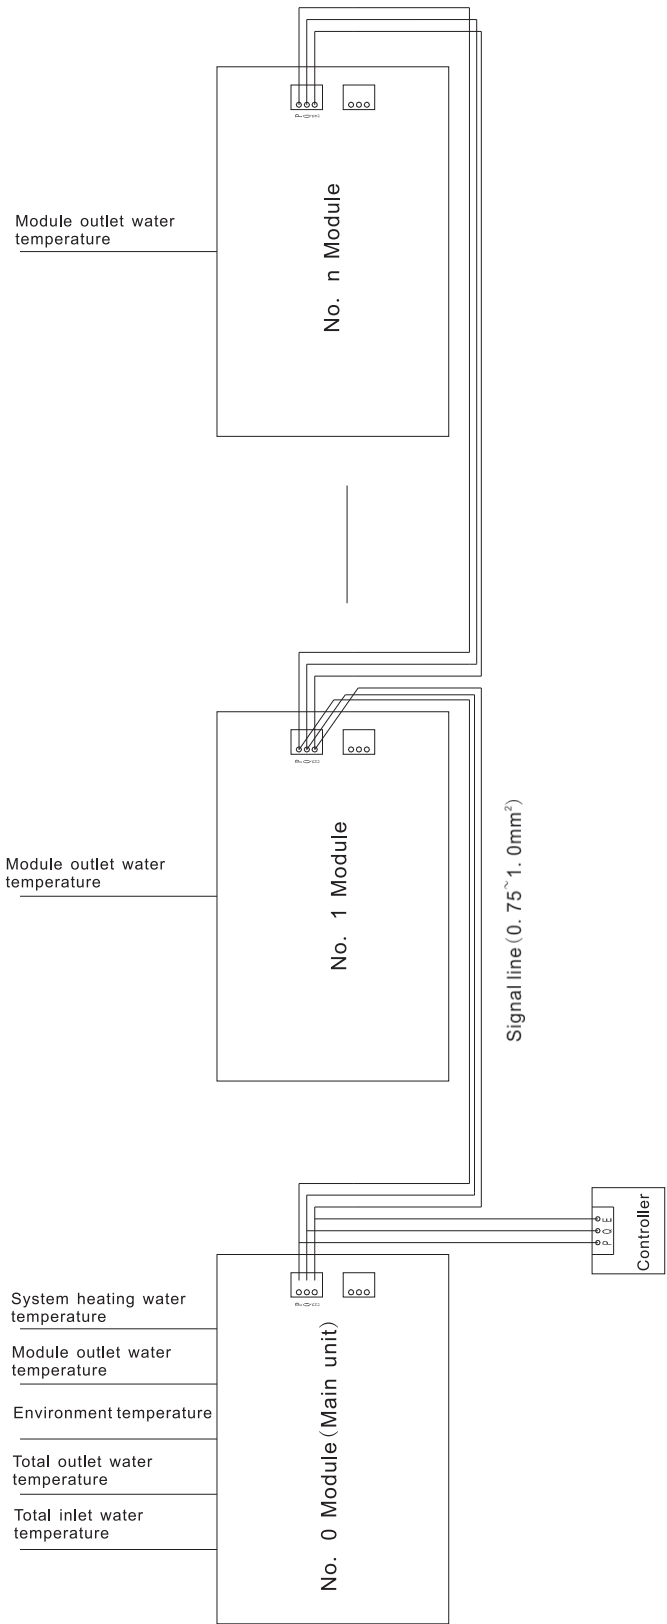 P Q E
Module outlet water
temperature
No. n Module
P Q E
Module outlet water
temperature
No. 1 Module
Signal line(0. 75~1. 0mm²)
P Q E
Controller
P Q E
System heating water
temperature
Module outlet water
temperature
Environment temperature
Total outlet water
temperature
Total inlet water
temperature
No. 0 Module(Main unit)